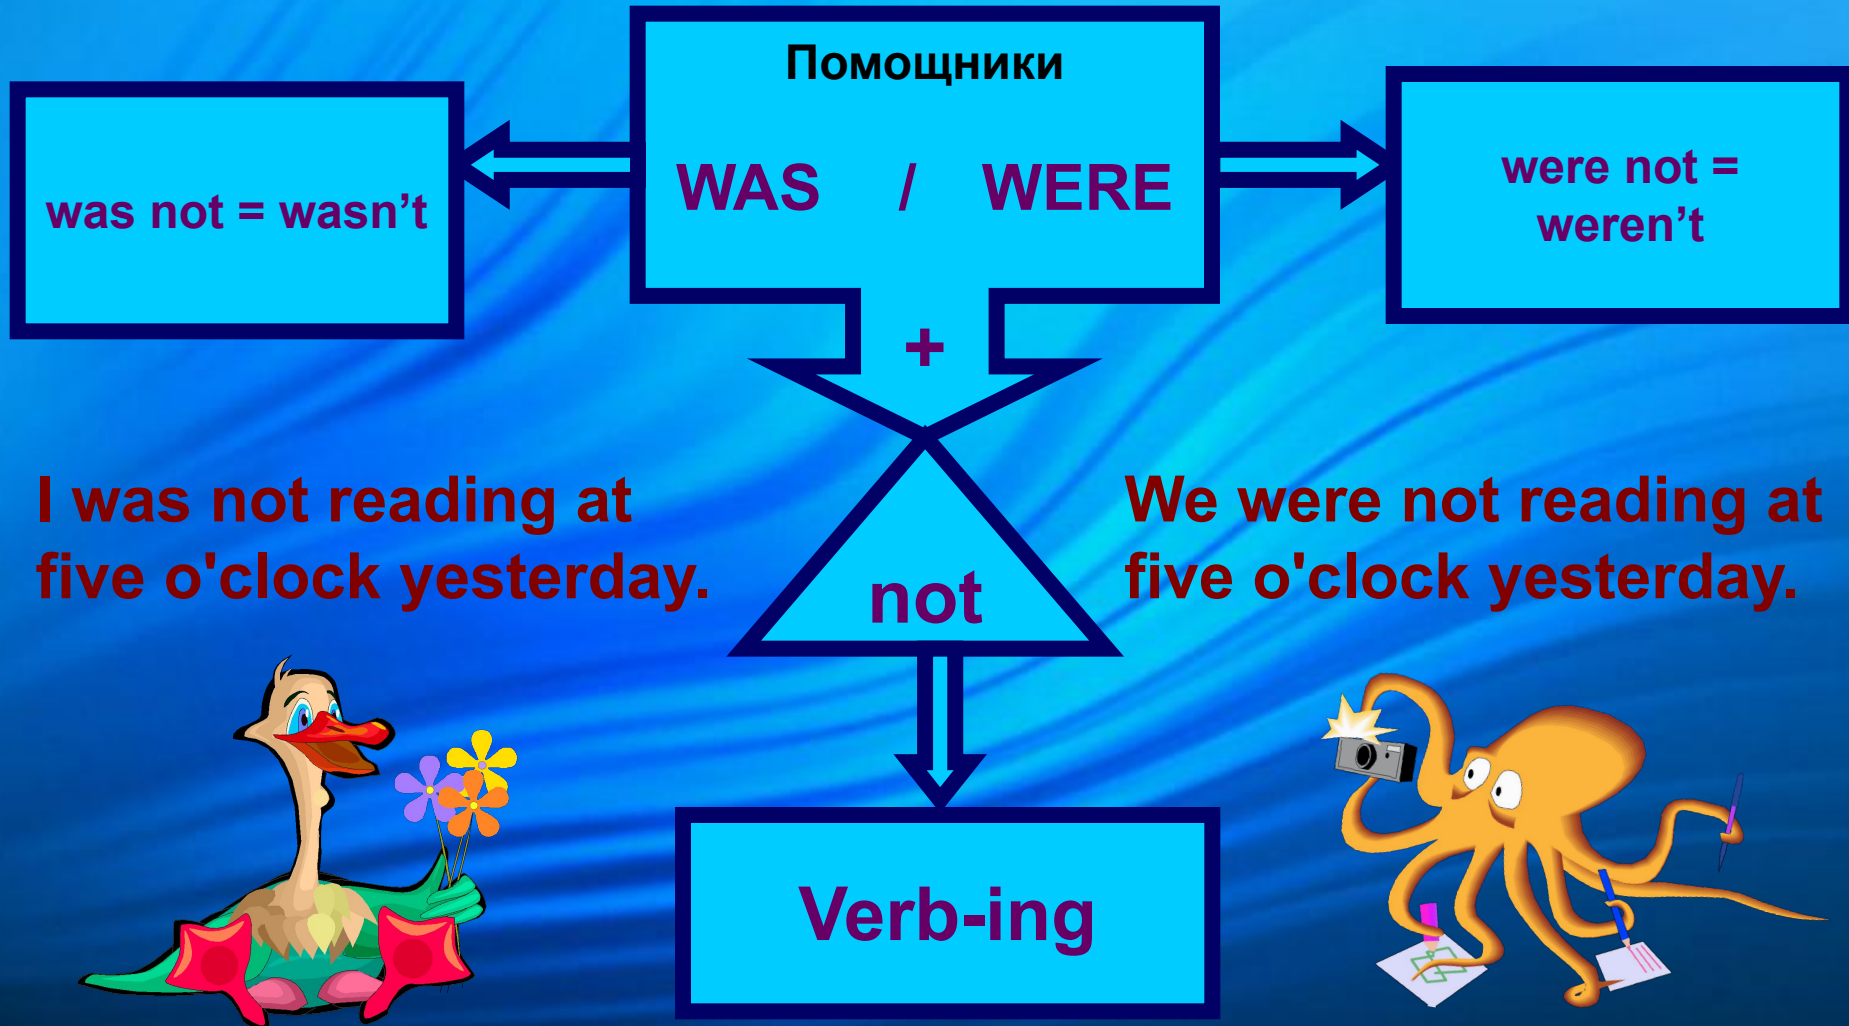 Помощники
WAS / WERE
was not = wasn’t
were not =
weren’t
+
I was not reading at
five o'clock yesterday.
We were not reading at
five o'clock yesterday.
not
Verb-ing